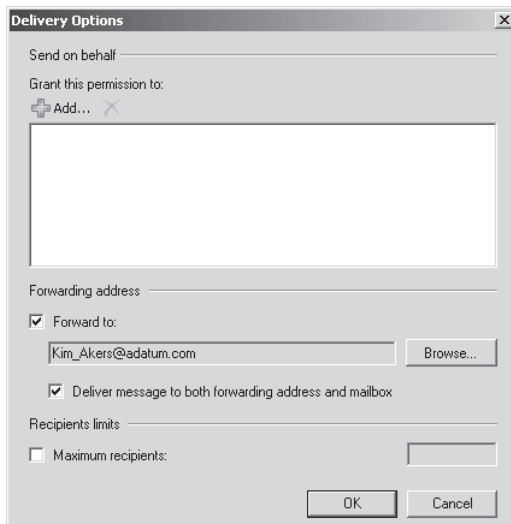 Delivery Options
Send on behalf
Grant this permission to:
Add...
Forwarding address
Forward to:
Kim_Akers@adatum.com
Browse...
Deliver message to both forwarding address and mailbox
Recipients limits
Maximum recipients:
OK
Cancel